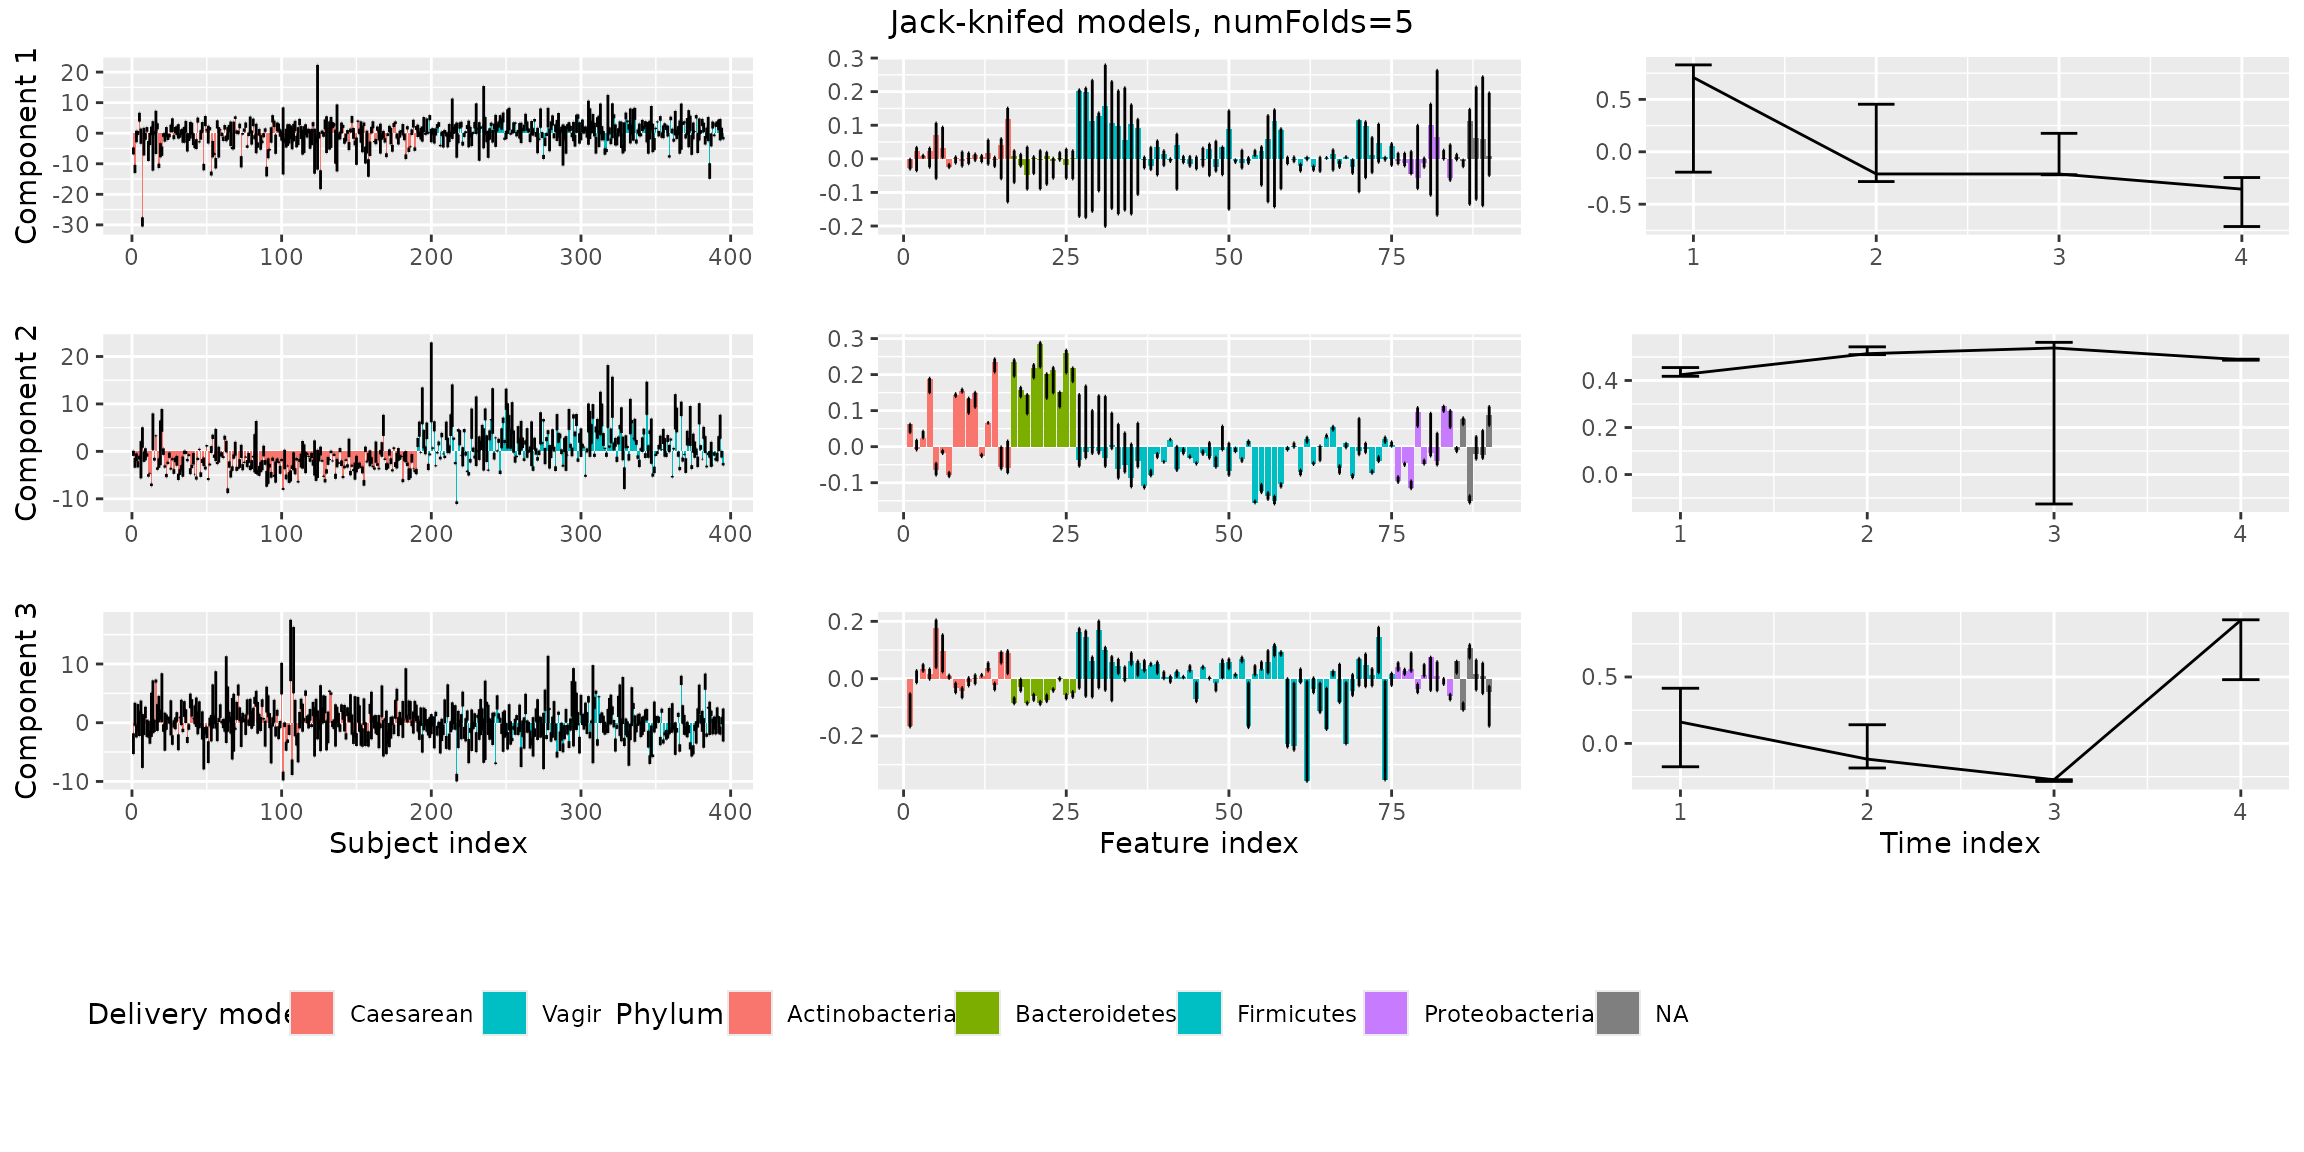 Jack-knifed models, numFolds=5
Component 1
20
10
0
-10
-20
-30
0 100 200 300 400
0.3
0.2
0.1
0.0
-0.1
-0.2
0 25 50 75
0.5
0.0
-0.5
1 2 3 4
Component 2
20
10
0
-10
0 100 200 300 400
0.3
0.2
0.1
0.0
-0.1
0 25 50 75
0.4
0.2
0.0
1 2 3 4
Component 3
10
0
-10
0 100 200 300 400
Subject index
0.2
0.0
-0.2
0 25 50 75
Feature index
0.5
0.0
1 2 3 4
Time index
Delivery mode Caesarean Vagir Phylum Actinobacteria Bacteroidetes Firmicutes Proteobacteria NA